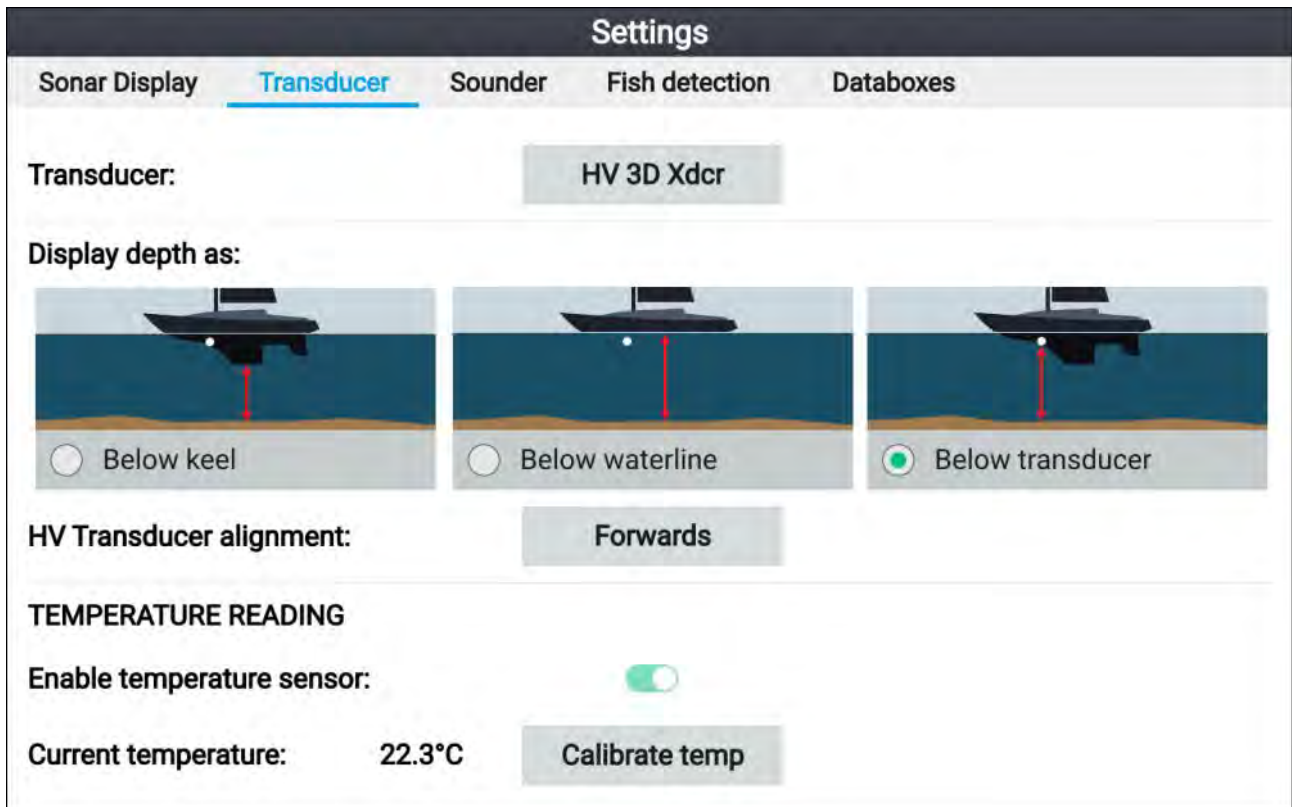 Settings
Sonar Display Transducer Sounder Fish detection Databoxes
Transducer: HV 3D Xdcr
Display depth as:
Below keel Below waterline Below transducer
HV Transducer alignment: Forwards
TEMPERATURE READING
Enable temperature sensor:
Current temperature: 22.3°C Calibrate temp